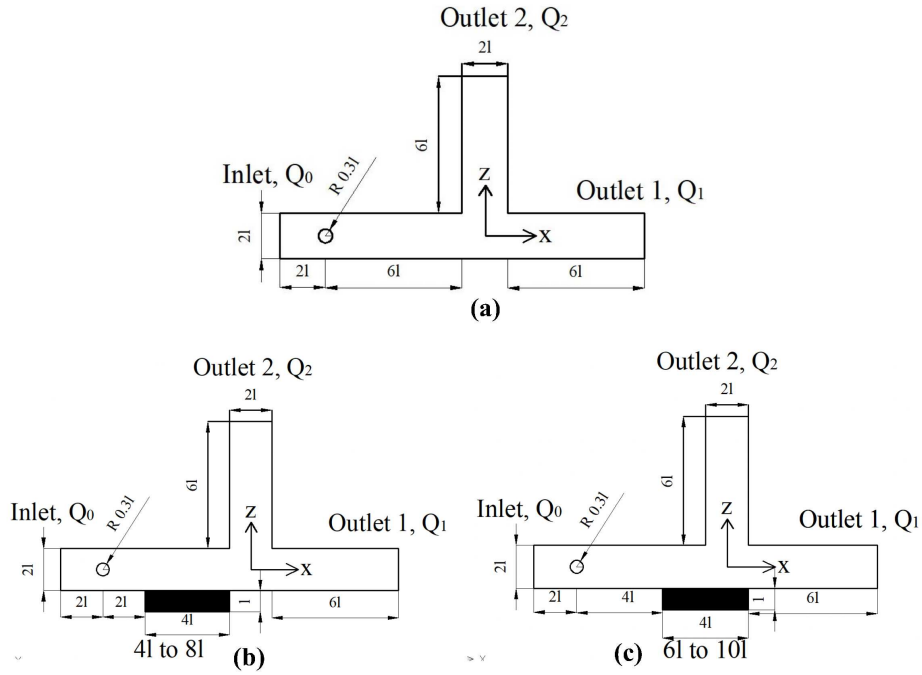 Outlet 2, Q2
2l
6l
Inlet, Q0
R 0.3l
Z
Outlet 1, Q1
2l
X
2l
6l
6l
(a)
Outlet 2, Q2
2l
6l
Inlet, Q0
R 0.3l
Z
Outlet 1, Q1
2l
X
2l
2l
l
6l
4l
4l to 8l
(b)
Outlet 2, Q2
2l
6l
Inlet, Q0
R 0.3l
Z
Outlet 1, Q1
2l
X
2l
4l
l
6l
4l
6l to 10l
(c)